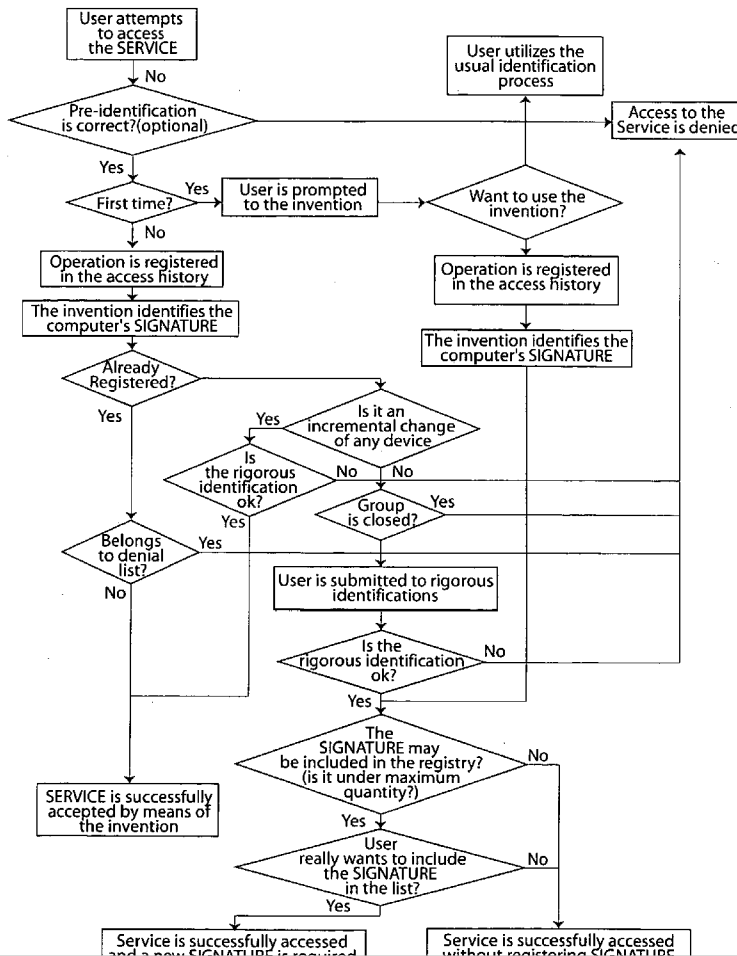 User attempts
to access
the SERVICE
No
User utilizes the
usual identification
process
Pre-identification
is correct?(optional)
Access to the
Service is denied
Yes
First time?
Yes
User is prompted
to the invention
Want to use the
invention?
No
Operation is registered
in the access history
Operation is registered
in the access history
The invention identifies the
computer's SIGNATURE
The invention identifies the
computer's SIGNATURE
Already
Registered?
Yes
Is it an
incremental change
of any device
Yes
Is
the rigorous
identification
ok?
No
No
Yes
Group
is closed?
Yes
Belongs
to denial
list?
Yes
No
User is submitted to rigorous
identifications
Is the
rigorous identification
ok?
No
Yes
The
SIGNATURE may
be included in the registry?
(is it under maximum
quantity?)
No
Yes
SERVICE is successfully
accepted by means of
the invention
User
really wants to include
the SIGNATURE
in the list?
No
Yes
Service is successfully accessed
and a new SIGNATURE is required
Service is successfully accessed
without registering SIGNATURE